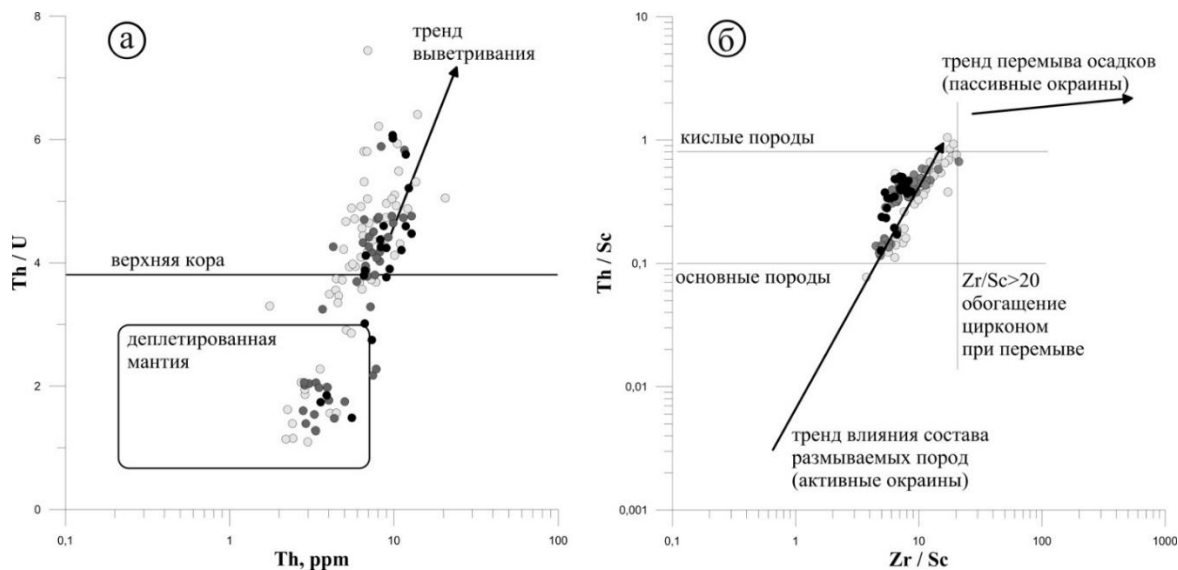 а
8
6
4
2
0
Th / U
тренд
выветривания
верхняя кора
деплетированная
мантия
0,1
1
10
100
Th, ppm
б
10
1
0,1
0,01
0,001
Th / Sc
тренд перемыва осадков
(пассивные окраины)
кислые породы
основные породы
Zr/Sc>20
обогащение
цирконом
при перемыве
тренд влияния состава
размываемых пород
(активные окраины)
0,1
1
10
100
1000
Zr / Sc